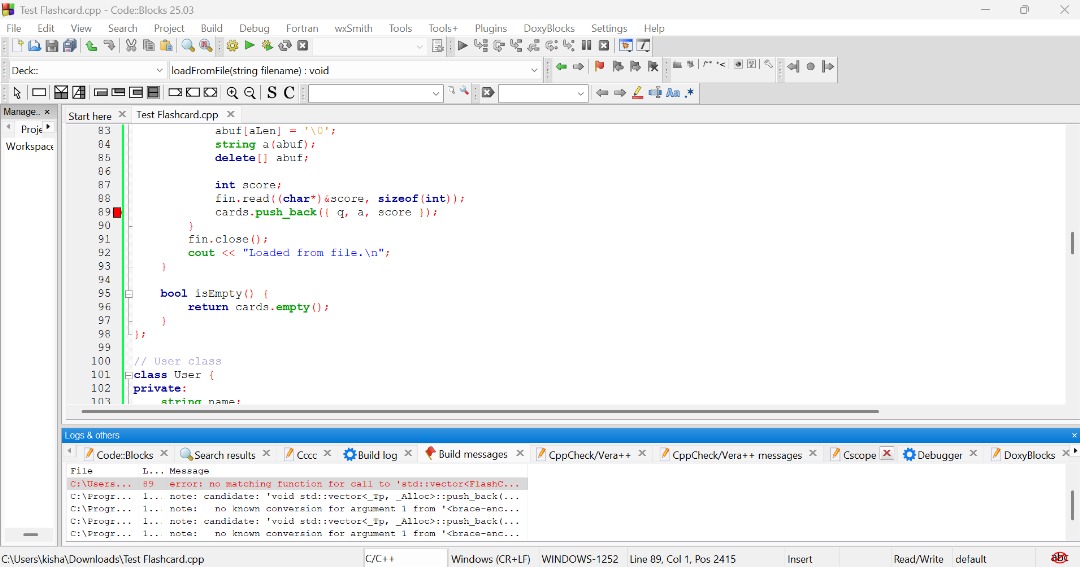 Test Flashcard.cpp - Code::Blocks 25.03
File Edit View Search Project Build Debug Fortran wxSmith Tools Tools+ Plugins DoxyBlocks Settings Help
Deck:: loadFromFile(string filename) : void
S C
Aa .*
Manage.. × Start here × Test Flashcard.cpp ×
Proje
Workspace
83 abuf[aLen] = '\0';
84 string a(abuf);
85 delete[] abuf;
86
87 int score;
88 fin.read((char*)&score, sizeof(int));
89 cards.push_back({ q, a, score });
90 }
91 fin.close();
92 cout << "Loaded from file.\n";
93 }
94
95 bool isEmpty() {
96 return cards.empty();
97 }
98 };
99
100 // User class
101 class User {
102 private:
103 string name;
Logs & others ×
Code::Blocks × Search results × Cccc × Build log × Build messages × CppCheck/Vera++ × CppCheck/Vera++ messages × Cscope × Debugger × DoxyBlocks ×
File L... Message
C:\Users... 89 error: no matching function for call to 'std::vector<FlashC...
C:\Progr... 1... note: candidate: 'void std::vector<_Tp, _Alloc>::push_back(...
C:\Progr... 1... note: no known conversion for argument 1 from '<brace-enc...
C:\Progr... 1... note: candidate: 'void std::vector<_Tp, _Alloc>::push_back(...
C:\Progr... 1... note: no known conversion for argument 1 from '<brace-enc...
C:\Users\kisha\Downloads\Test Flashcard.cpp C/C++ Windows (CR+LF) WINDOWS-1252 Line 89, Col 1, Pos 2415 Insert Read/Write default abc